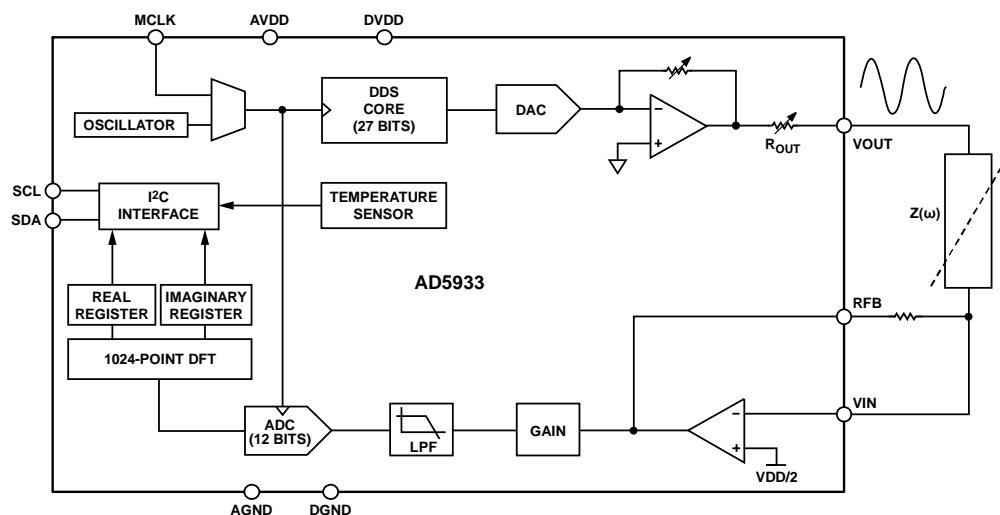 MCLK
AVDD
DVDD
OSCILLATOR
DDS
CORE
(27 BITS)
DAC
ROUT
VOUT
SCL
SDA
I2C
INTERFACE
TEMPERATURE
SENSOR
Z(ω)
AD5933
REAL
REGISTER
IMAGINARY
REGISTER
RFB
1024-POINT DFT
VIN
ADC
(12 BITS)
LPF
GAIN
VDD/2
AGND
DGND